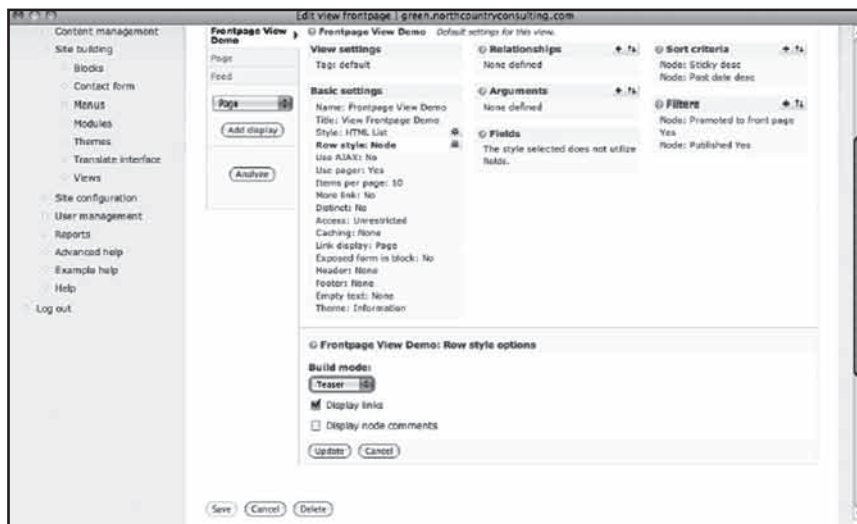 Edit view frontpage | green.northcountryconsulting.com
Content management
Site building
Blocks
Contact form
Menus
Modules
Themes
Translate interface
Views
Site configuration
User management
Reports
Advanced help
Example help
Help
Log out
Frontpage View Demo
Page
Feed
Page
Add display
Analyze
Frontpage View Demo Default settings for this view.
View settings
Tag: default
Basic settings
Name: Frontpage View Demo
Title: View Frontpage Demo
Style: HTML List
Row style: Node
Use AJAX: No
Use pager: Yes
Items per page: 10
More link: No
Distinct: No
Access: Unrestricted
Caching: None
Link display: Page
Exposed form in block: No
Header: None
Footer: None
Empty text: None
Theme: Information
Relationships
None defined
Arguments
None defined
Fields
The style selected does not utilize
fields.
Sort criteria
Node: Sticky desc
Node: Post date desc
Filters
Node: Promoted to front page
Yes
Node: Published Yes
Frontpage View Demo: Row style options
Build mode:
Teaser
Display links
Display node comments
Update Cancel
Save Cancel Delete